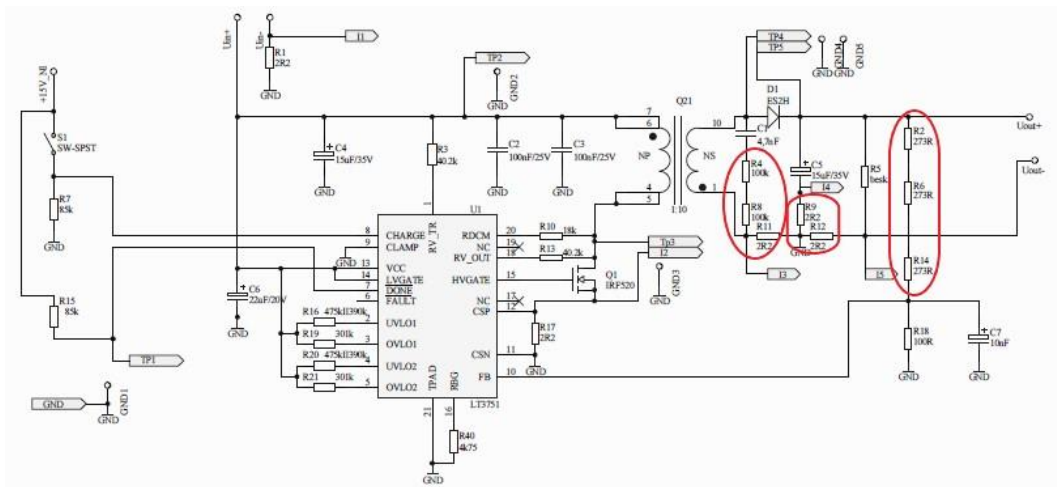 Uin+
Uin-
I1
R1
2R2
GND
+15V_NI
S1
SW-SPST
R7
85k
R15
85k
TP1
GND
GND1
GND
TP2
GND2
GND
C4
15uF/35V
GND
R3
40.2k
C2
100nF/25V
GND
C3
100nF/25V
GND
7
6
4
5
NP
Q21
NS
10
1
1:10
TP4
TP5
GND4
GND5
GND
GND
D1
ES2H
C1
4,7nF
R4
100k
R8
100k
R11
2R2
C5
15uF/35V
I4
R9
2R2
R12
2R2
GND
I3
R5
besk
I5
R2
273R
R6
273R
R14
273R
R18
100R
GND
C7
10nF
GND
Uout+
Uout-
U1
1
RV_TR
8
CHARGE
9
CLAMP
GND
13
VCC
14
LVGATE
7
DONE
6
FAULT
2
UVLO1
3
OVLO1
4
UVLO2
5
OVLO2
RDCM
20
NC
19
RV_OUT
18
HVGATE
15
NC
17
CSP
12
CSN
11
FB
10
TPAD
21
RBG
16
LT3751
R10
18k
R13
40.2k
Tp3
I2
Q1
IRF520
GND3
GND
R17
2R2
GND
C6
22uF/20V
GND
R16
475kII390k
R19
301k
R20
475kII390k
R21
301k
R40
4k75
GND